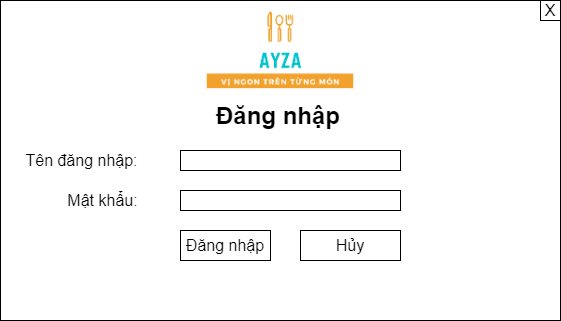 X
AYZA
VỊ NGON TRÊN TỪNG MÓN
Đăng nhập
Tên đăng nhập:
Mật khẩu:
Đăng nhập Hủy